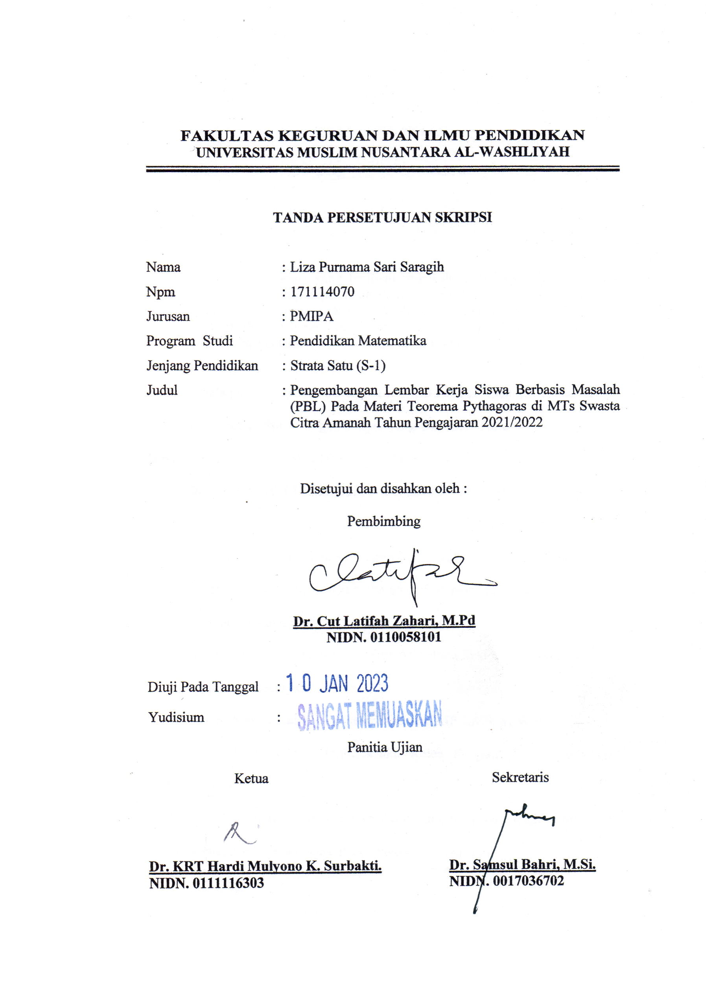 FAKULTAS KEGURUAN DAN ILMU PENDIDIKAN
UNIVERSITAS MUSLIM NUSANTARA AL-WASHLIYAH
TANDA PERSETUJUAN SKRIPSI
Nama : Liza Purnama Sari Saragih
Npm : 171114070
Jurusan : PMIPA
Program Studi : Pendidikan Matematika
Jenjang Pendidikan : Strata Satu (S-1)
Judul : Pengembangan Lembar Kerja Siswa Berbasis Masalah
(PBL) Pada Materi Teorema Pythagoras di MTs Swasta
Citra Amanah Tahun Pengajaran 2021/2022
Disetujui dan disahkan oleh :
Pembimbing
Clatifah
Dr. Cut Latifah Zahari, M.Pd
NIDN. 0110058101
Diuji Pada Tanggal : 10 JAN 2023
Yudisium : SANGAT MEMUASKAN
Panitia Ujian
Ketua Sekretaris
Dr. KRT Hardi Mulyono K. Surbakti. Dr. Samsul Bahri, M.Si.
NIDN. 0111116303 NIDN. 0017036702